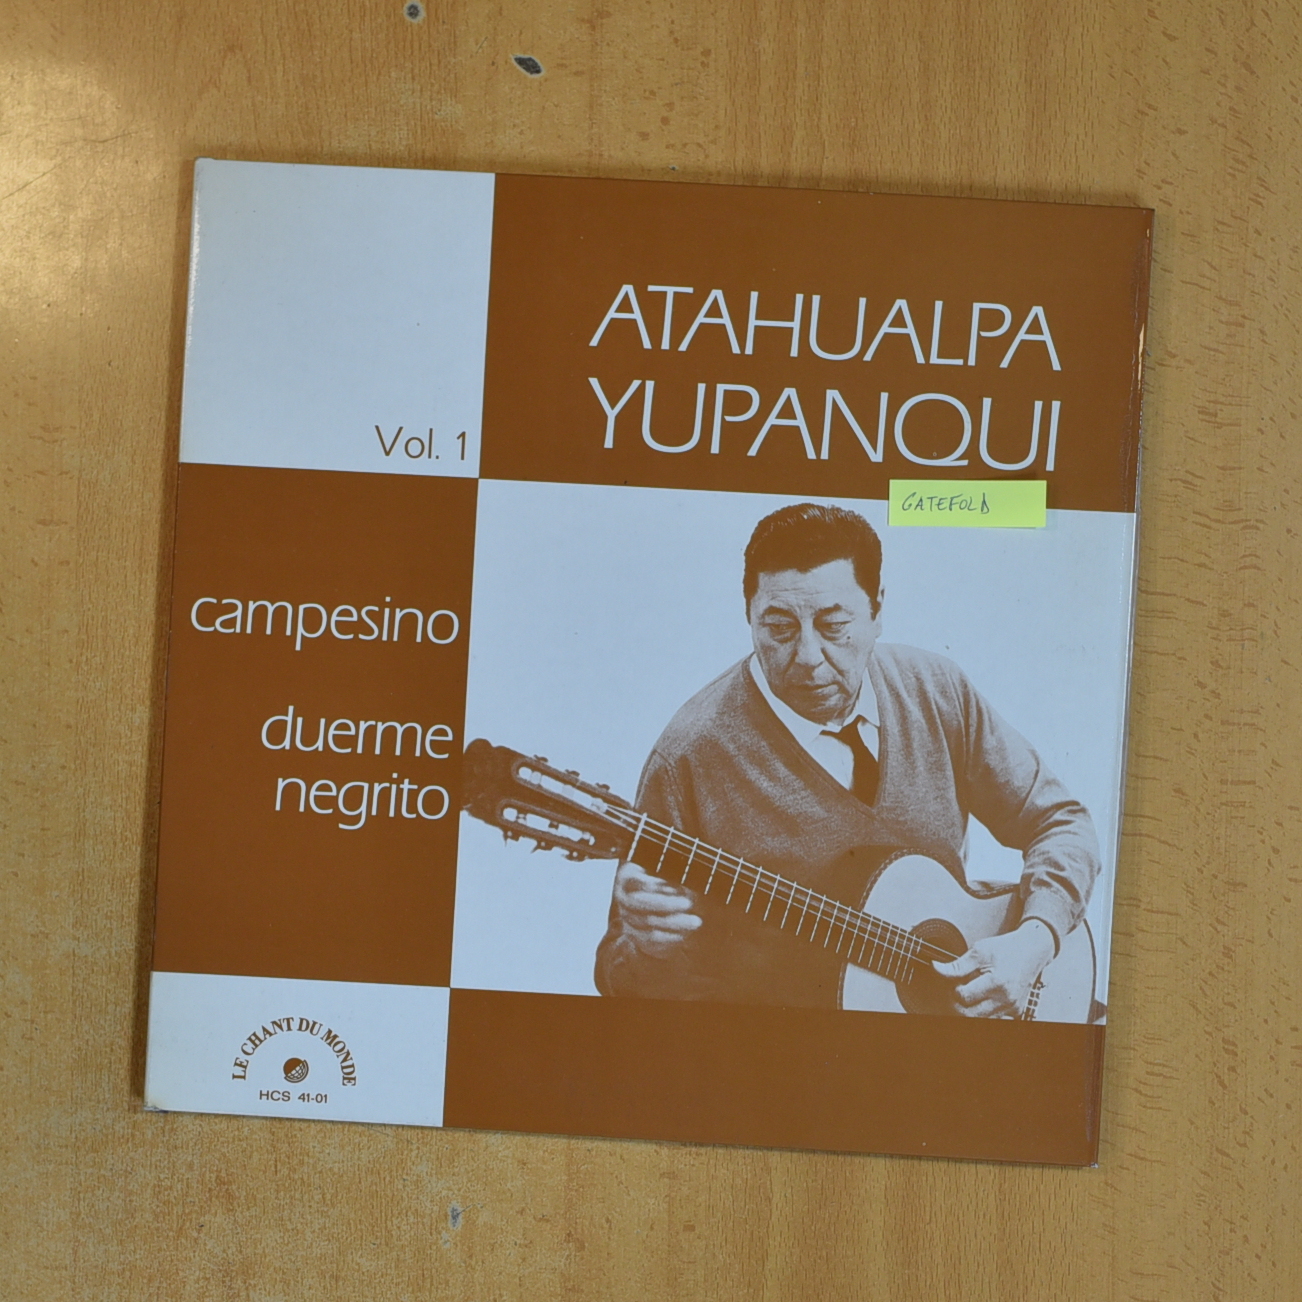 ATAHUALPA
YUPANQUI
Vol. 1
GATEFOLD
campesino
duerme
negrito
LE CHANT DU MONDE
HCS 41-01